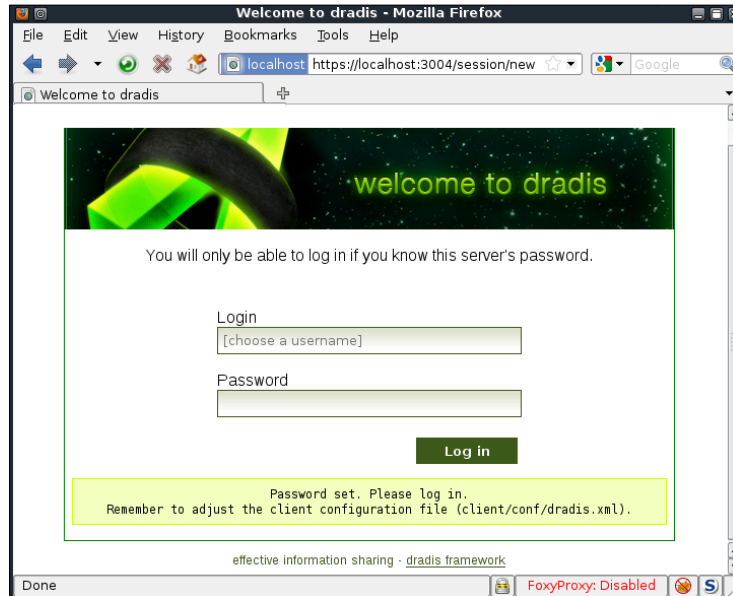 Welcome to dradis - Mozilla Firefox
File Edit View History Bookmarks Tools Help
localhost https://localhost:3004/session/new Google
Welcome to dradis
welcome to dradis
You will only be able to log in if you know this server's password.
Login
[choose a username]
Password
Log in
Password set. Please log in.
Remember to adjust the client configuration file (client/conf/dradis.xml).
effective information sharing · dradis framework
Done FoxyProxy: Disabled S